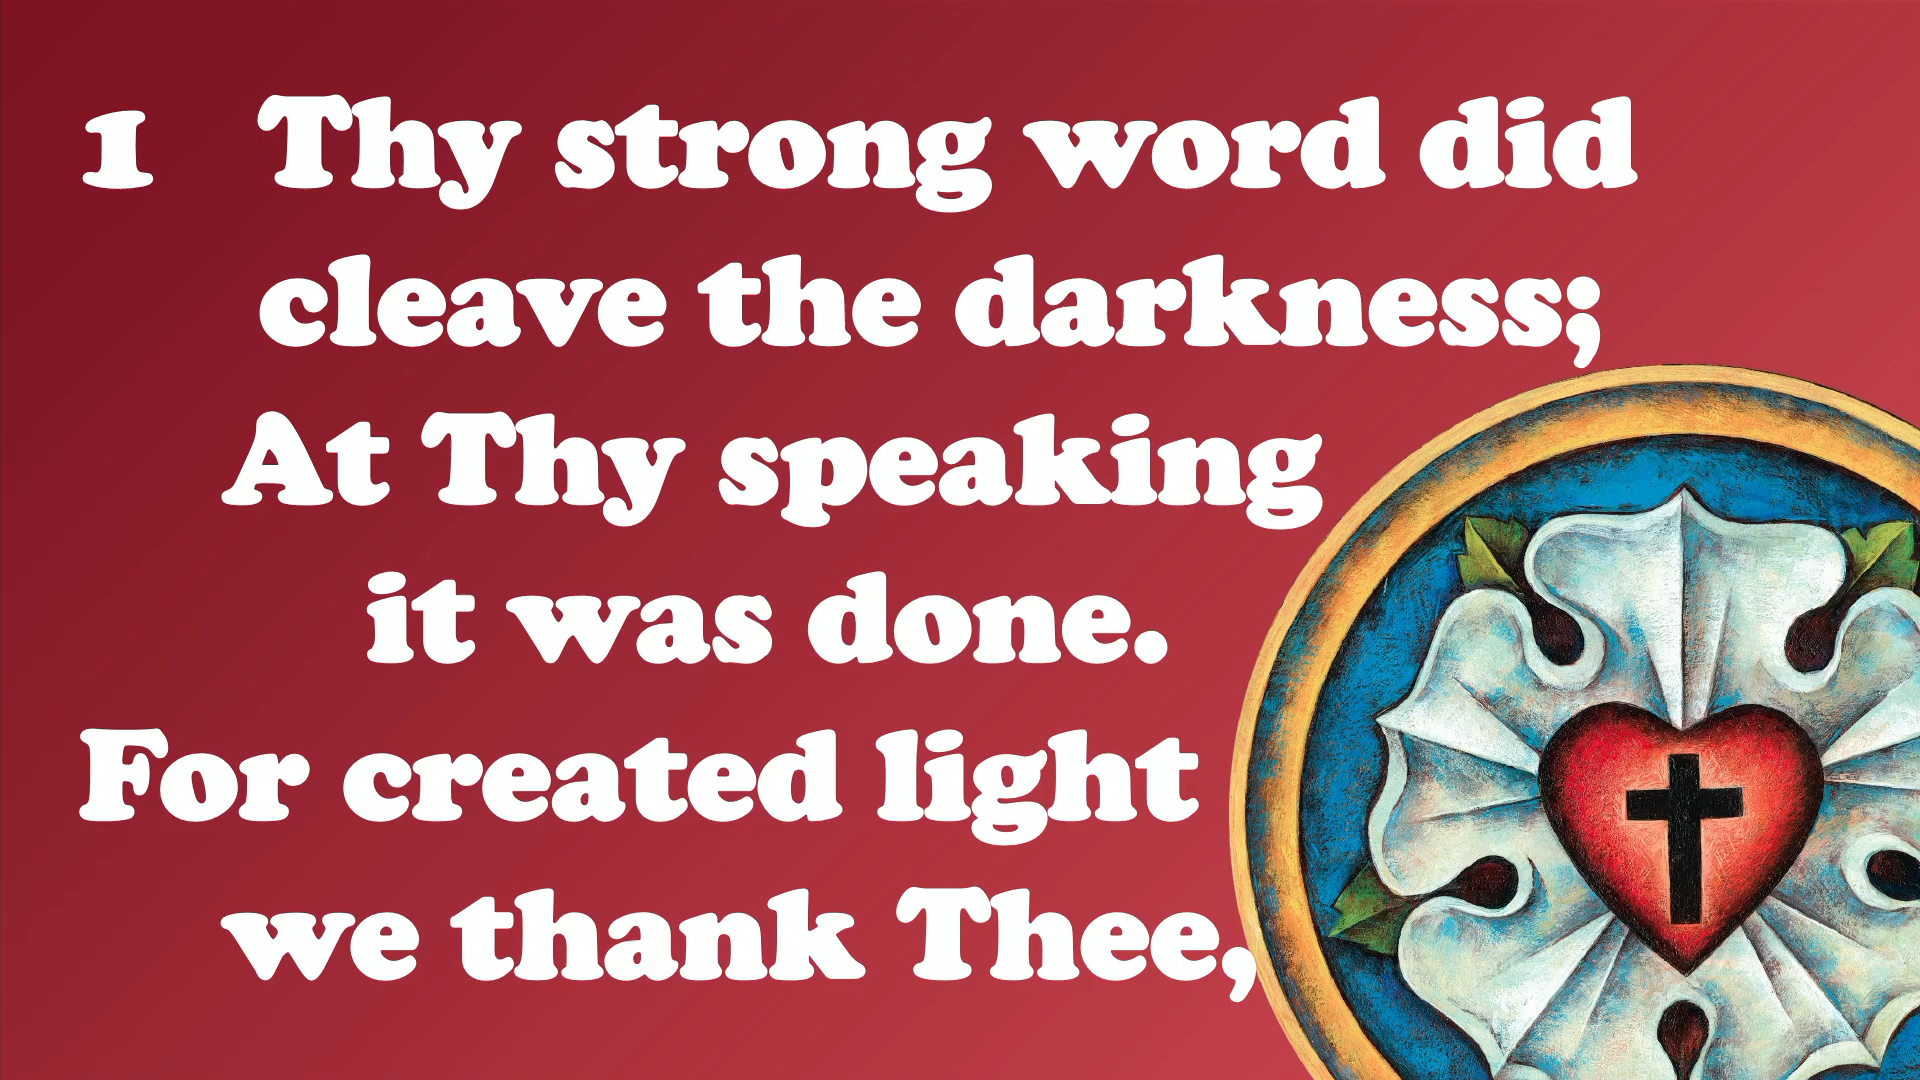 1 Thy strong word did
cleave the darkness;
At Thy speaking
it was done.
For created light
we thank Thee,